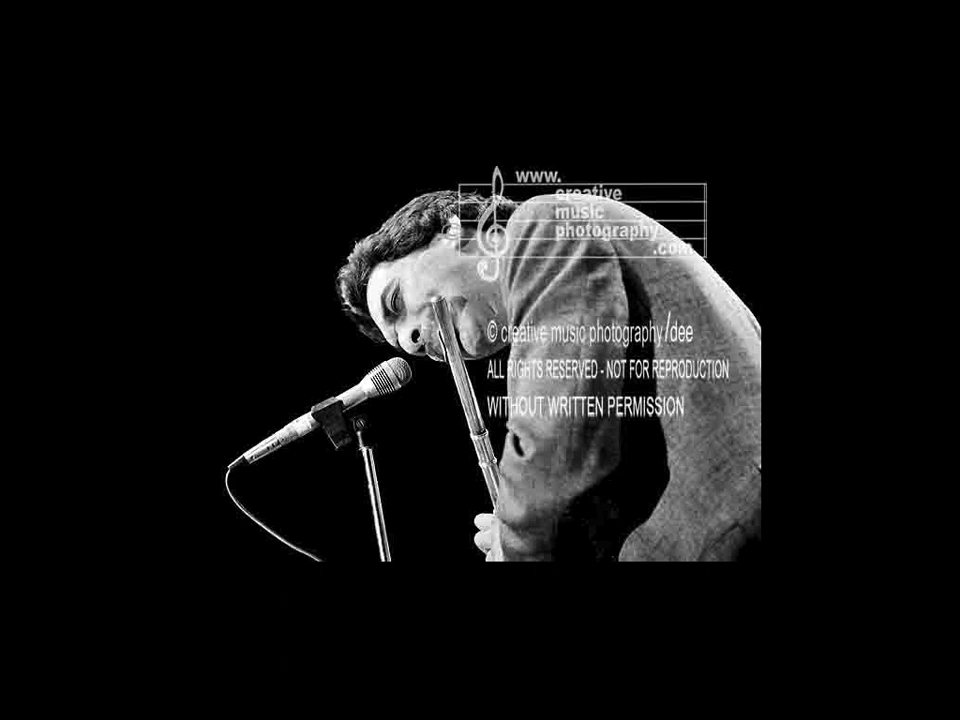 www.
creative
music
photography
.com
© creative music photography/dee
ALL RIGHTS RESERVED - NOT FOR REPRODUCTION
WITHOUT WRITTEN PERMISSION